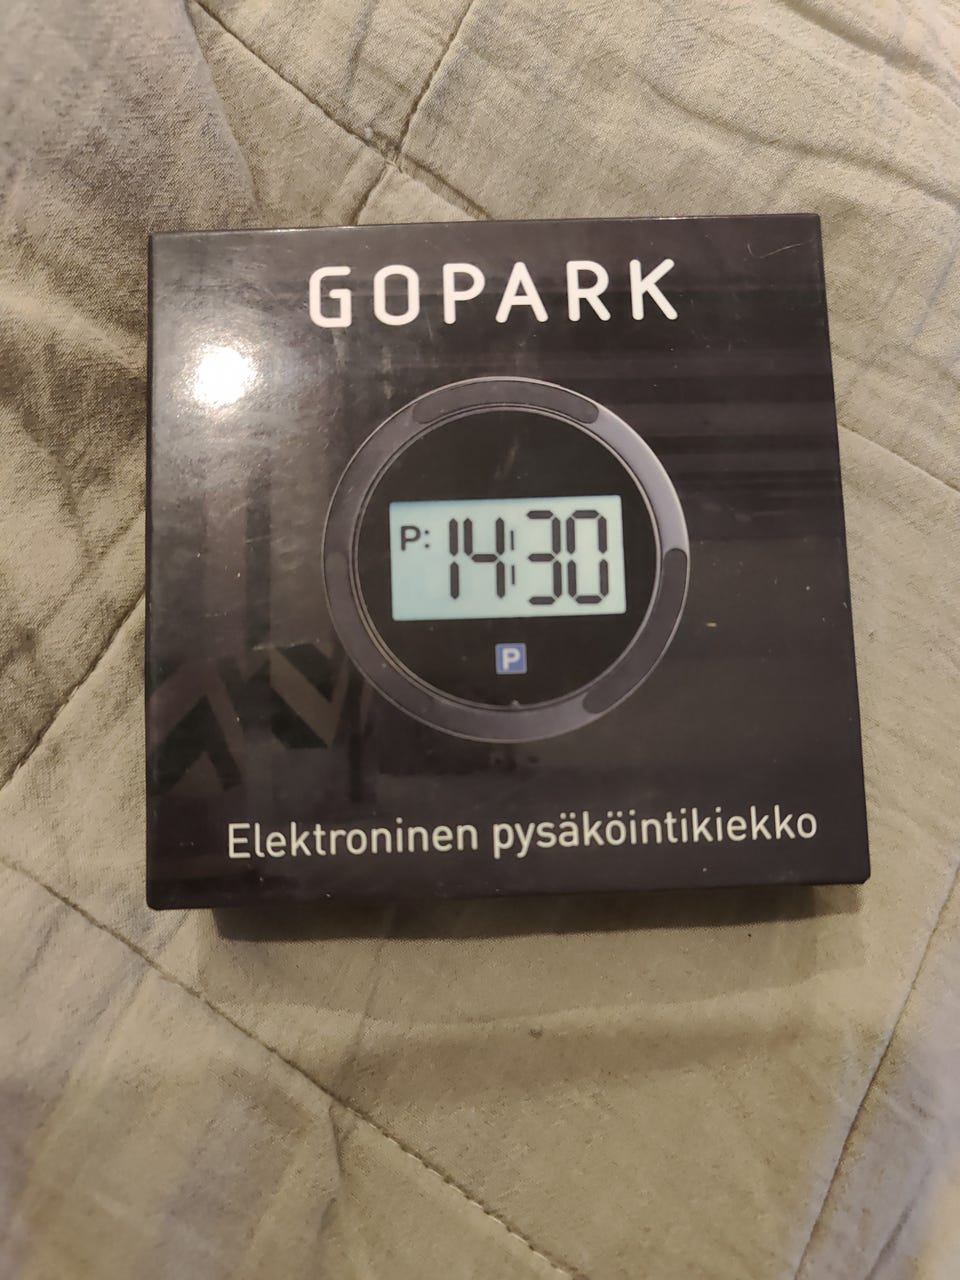 GOPARK
P: 14:30
P
Elektroninen pysäköintikiekko